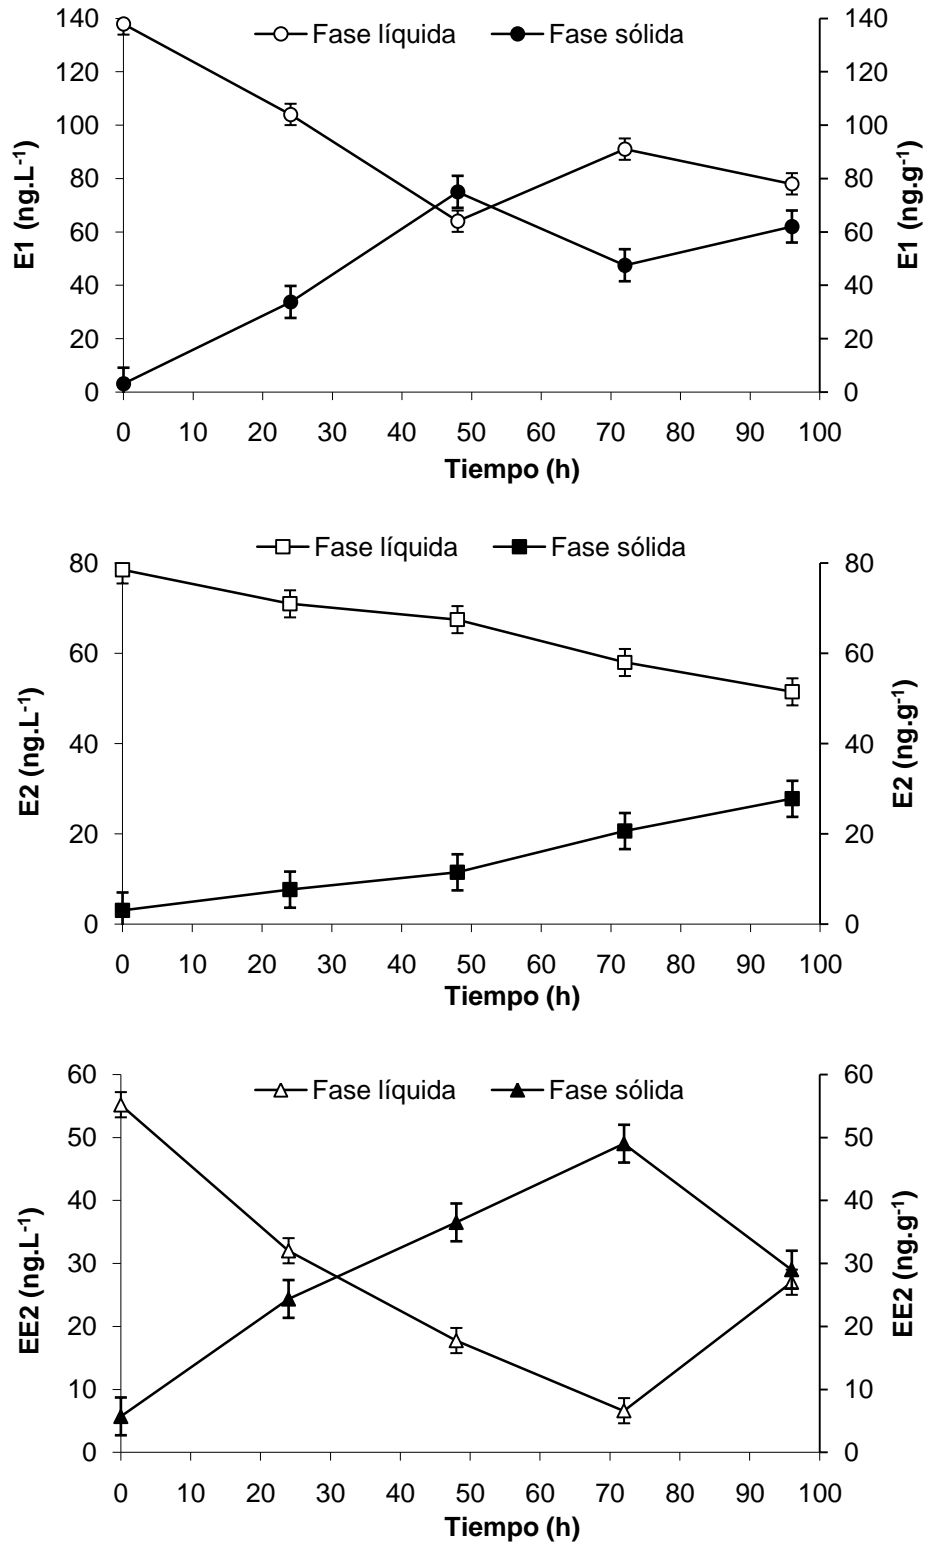 Fase líquida Fase sólida
140 140
120 120
100 100
80 80
60 60
40 40
20 20
0 0
E1 (ng.L-1)
E1 (ng.g-1)
0 10 20 30 40 50 60 70 80 90 100
Tiempo (h)
Fase líquida Fase sólida
80 80
60 60
40 40
20 20
0 0
E2 (ng.L-1)
E2 (ng.g-1)
0 10 20 30 40 50 60 70 80 90 100
Tiempo (h)
Fase líquida Fase sólida
60 60
50 50
40 40
30 30
20 20
10 10
0 0
EE2 (ng.L-1)
EE2 (ng.g-1)
0 10 20 30 40 50 60 70 80 90 100
Tiempo (h)